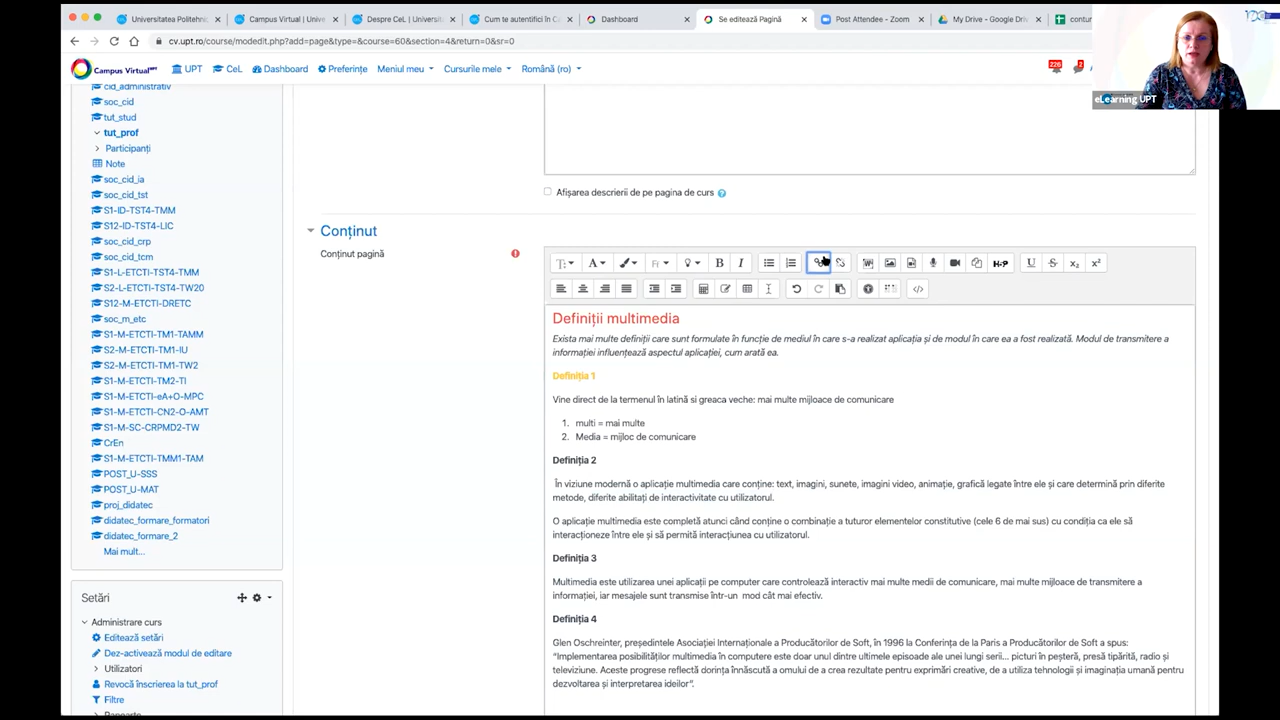 Universitatea Politehnic
Campus Virtual | Unive
Despre CeL | Universita
Cum te autentifici în CA
Dashboard
Se editează Pagină
Post Attendee - Zoom
My Drive - Google Driv
contur
cv.upt.ro/course/modedit.php?add=page&type=&course=60&section=4&return=0&sr=0
eLearning UPT
Campus Virtual UPT
UPT
CeL
Dashboard
Preferințe
Meniul meu
Cursurile mele
Română (ro)
226
2
cid_administrativ
soc_cid
tut_stud
tut_prof
Participanți
Note
soc_cid_ia
soc_cid_tst
S1-ID-TST4-TMM
S12-ID-TST4-LIC
soc_cid_crp
soc_cid_tcm
S1-L-ETCTI-TST4-TMM
S2-L-ETCTI-TST4-TW20
S12-M-ETCTI-DRETC
soc_m_etc
S1-M-ETCTI-TM1-TAMM
S2-M-ETCTI-TM1-IU
S2-M-ETCTI-TM1-TW2
S1-M-ETCTI-TM2-TI
S1-M-ETCTI-eA+O-MPC
S1-M-ETCTI-CN2-O-AMT
S1-M-SC-CRPMD2-TW
CrEn
S1-M-ETCTI-TMM1-TAM
POST_U-SSS
POST_U-MAT
proj_didatec
didatec_formare_formatori
didatec_formare_2
Mai mult...
Setări
Administrare curs
Editează setări
Dez-activează modul de editare
Utilizatori
Revocă înscrierea la tut_prof
Filtre
Rapoarte
Afișarea descrierii de pe pagina de curs
Conținut
Conținut pagină
B I
H-P
U S x₂ x²
Definiții multimedia
Exista mai multe definiții care sunt formulate în funcție de mediul în care s-a realizat aplicația și de modul în care ea a fost realizată. Modul de transmitere a
informației influențează aspectul aplicației, cum arată ea.
Definiția 1
Vine direct de la termenul în latină si greaca veche: mai multe mijloace de comunicare
1. multi = mai multe
2. Media = mijloc de comunicare
Definiția 2
În viziune modernă o aplicație multimedia care conține: text, imagini, sunete, imagini video, animație, grafică legate între ele și care determină prin diferite
metode, diferite abilitați de interactivitate cu utilizatorul.
O aplicație multimedia este completă atunci când conține o combinație a tuturor elementelor constitutive (cele 6 de mai sus) cu condiția ca ele să
interacționeze între ele și să permită interacțiunea cu utilizatorul.
Definiția 3
Multimedia este utilizarea unei aplicații pe computer care controlează interactiv mai multe medii de comunicare, mai multe mijloace de transmitere a
informației, iar mesajele sunt transmise într-un mod cât mai efectiv.
Definiția 4
Glen Oschreinter, președintele Asociației Internaționale a Producătorilor de Soft, în 1996 la Conferința de la Paris a Producătorilor de Soft a spus:
"Implementarea posibilităților multimedia în computere este doar unul dintre ultimele episoade ale unei lungi serii... picturi în peșteră, presă tipărită, radio și
televiziune. Aceste progrese reflectă dorința înnăscută a omului de a crea rezultate pentru exprimări creative, de a utiliza tehnologii și imaginația umană pentru
dezvoltarea și interpretarea ideilor".